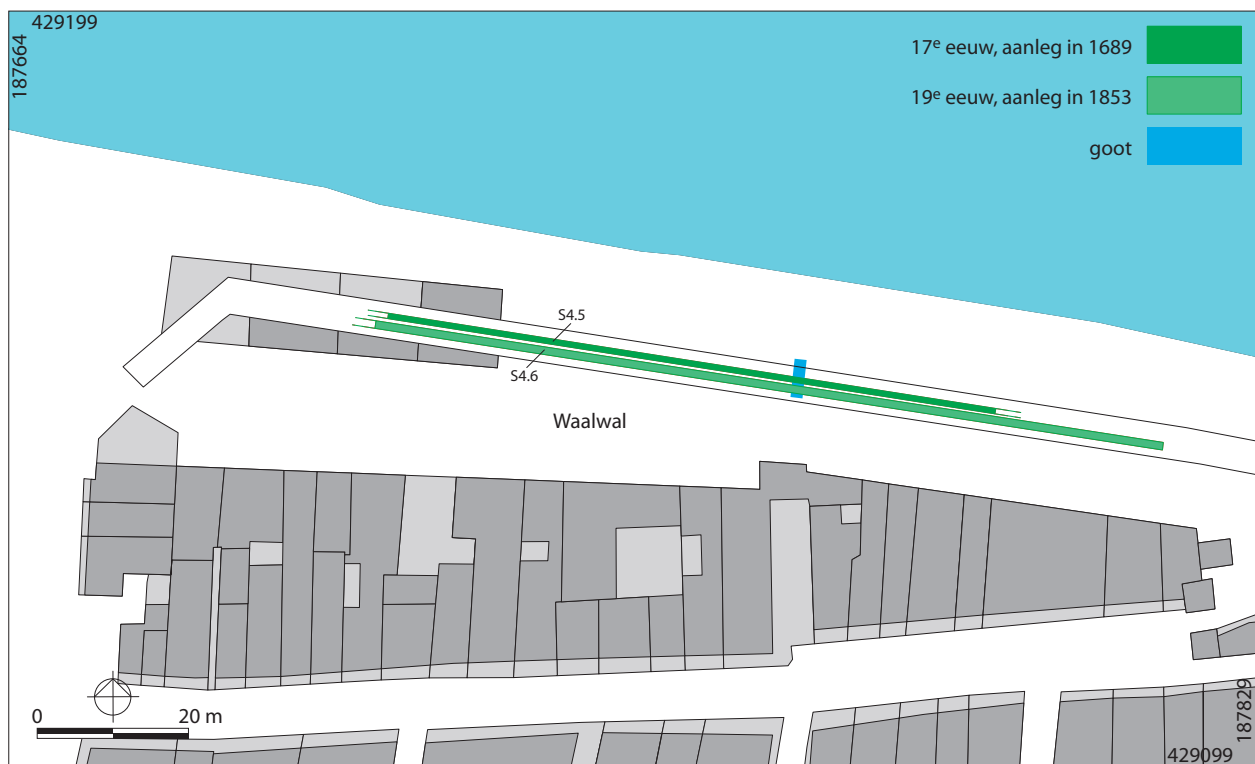 429199
187664
17e eeuw, aanleg in 1689
19e eeuw, aanleg in 1853
goot
S4.5
S4.6
Waalwal
0 20 m
187829
429099